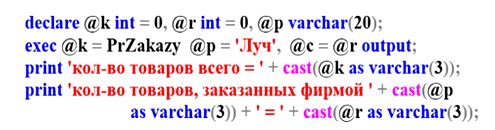 declare @k int = 0, @r int = 0, @p varchar(20);
exec @k = PrZakazy @p = 'Луч', @c = @r output;
print 'кол-во товаров всего = ' + cast(@k as varchar(3));
print 'кол-во товаров, заказанных фирмой ' + cast(@p
as varchar(3)) + ' = ' + cast(@r as varchar(3));